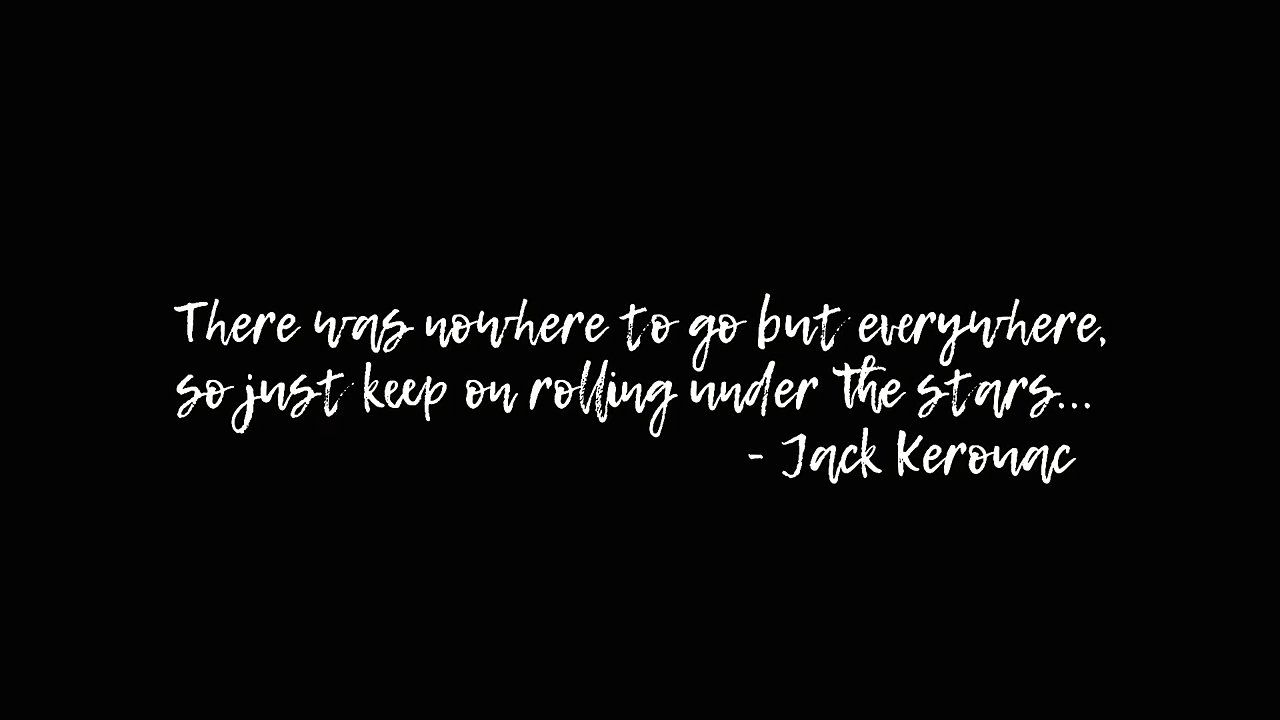 There was nowhere to go but everywhere,
so just keep on rolling under the stars...
- Jack Kerouac